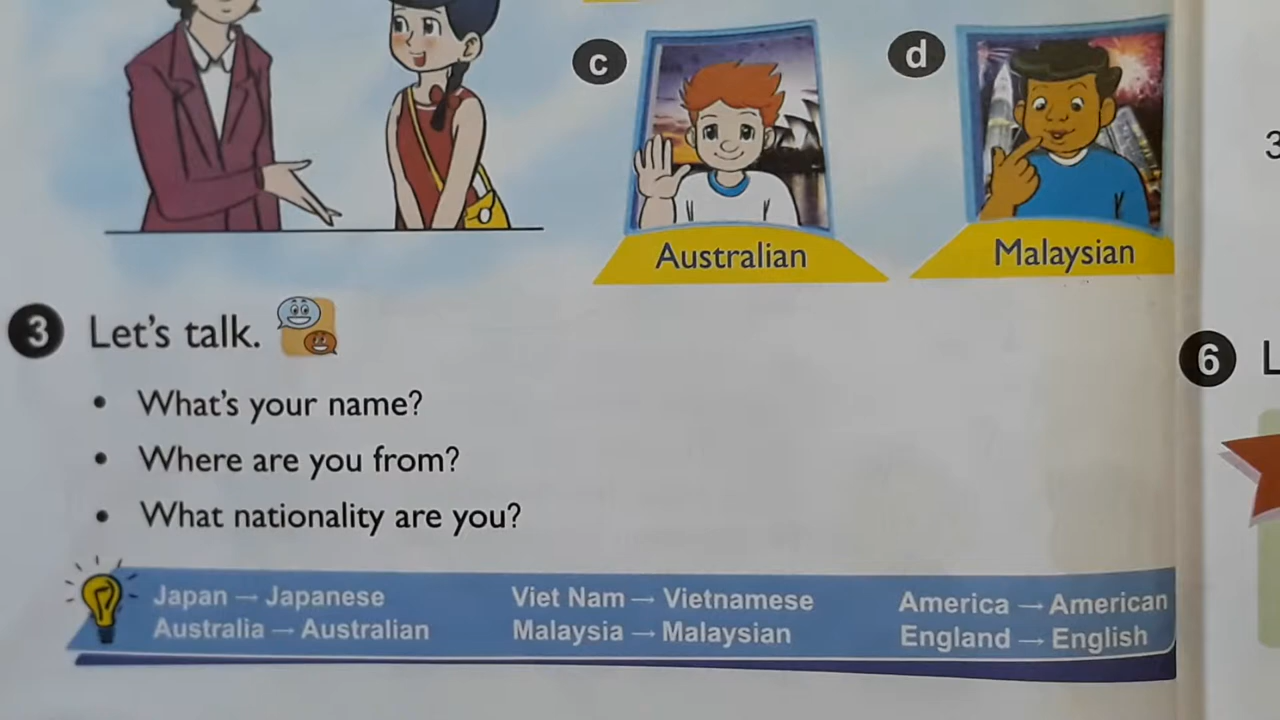 c
d
Australian
Malaysian
3 Let's talk.
• What's your name?
• Where are you from?
• What nationality are you?
Japan → Japanese
Australia → Australian
Viet Nam → Vietnamese
Malaysia → Malaysian
America → American
England → English
3
6 L